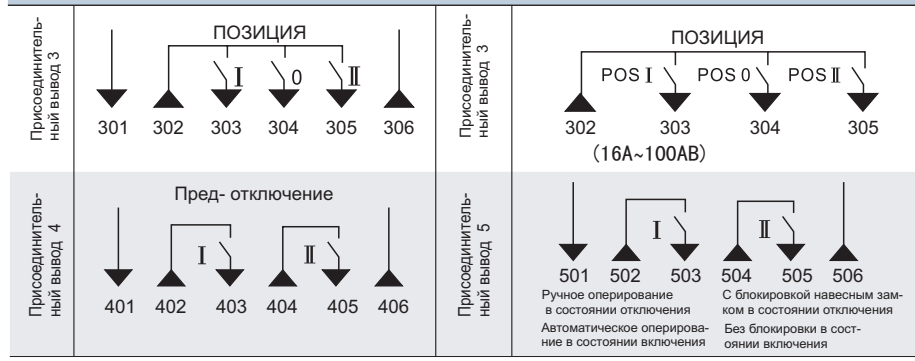 Присоединитель-
ный вывод 3
ПОЗИЦИЯ
I 0 II
301 302 303 304 305 306
Присоединитель-
ный вывод 3
ПОЗИЦИЯ
POS I POS 0 POS II
302 303 304 305
(16A~100AB)
Присоединитель-
ный вывод 4
Пред- отключение
I II
401 402 403 404 405 406
Присоединитель-
ный вывод 5
I II
501 502 503 504 505 506
Ручное оперирование
в состоянии отключения
Автоматическое оперирова-
ние в состоянии включения
С блокировкой навесным зам-
ком в состоянии отключения
Без блокировки в сост-
оянии включения